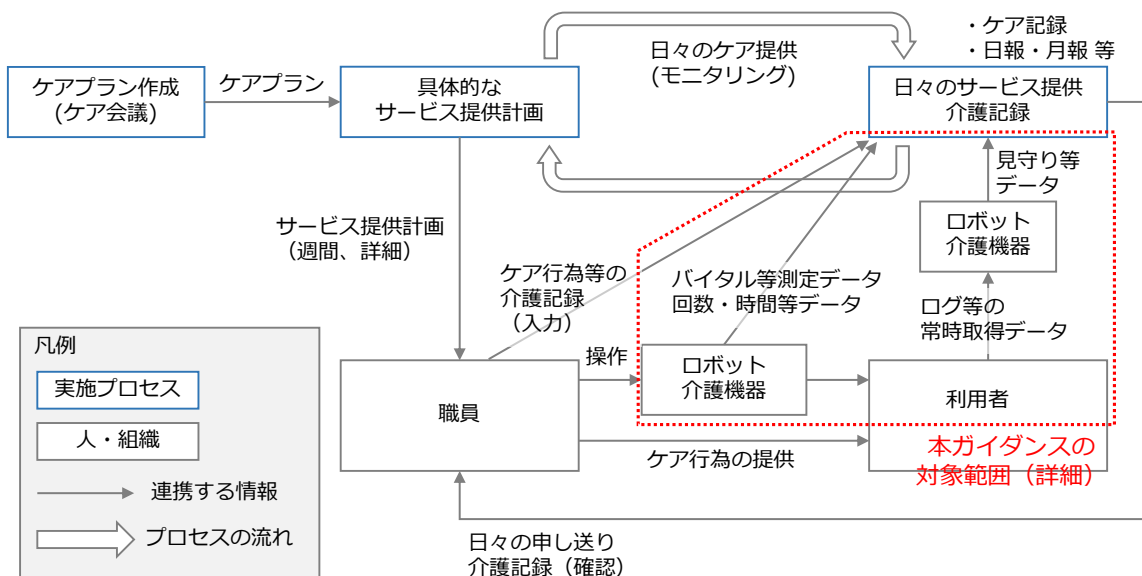 ・ケア記録
・日報・月報 等
日々のケア提供
(モニタリング)
ケアプラン作成
(ケア会議)
ケアプラン
具体的な
サービス提供計画
日々のサービス提供
介護記録
見守り等
データ
サービス提供計画
（週間、詳細）
ロボット
介護機器
ケア行為等の
介護記録
（入力）
バイタル等測定データ
回数・時間等データ
ログ等の
常時取得データ
凡例
実施プロセス
人・組織
連携する情報
プロセスの流れ
職員
操作
ロボット
介護機器
利用者
ケア行為の提供
本ガイダンスの
対象範囲（詳細）
日々の申し送り
介護記録（確認）